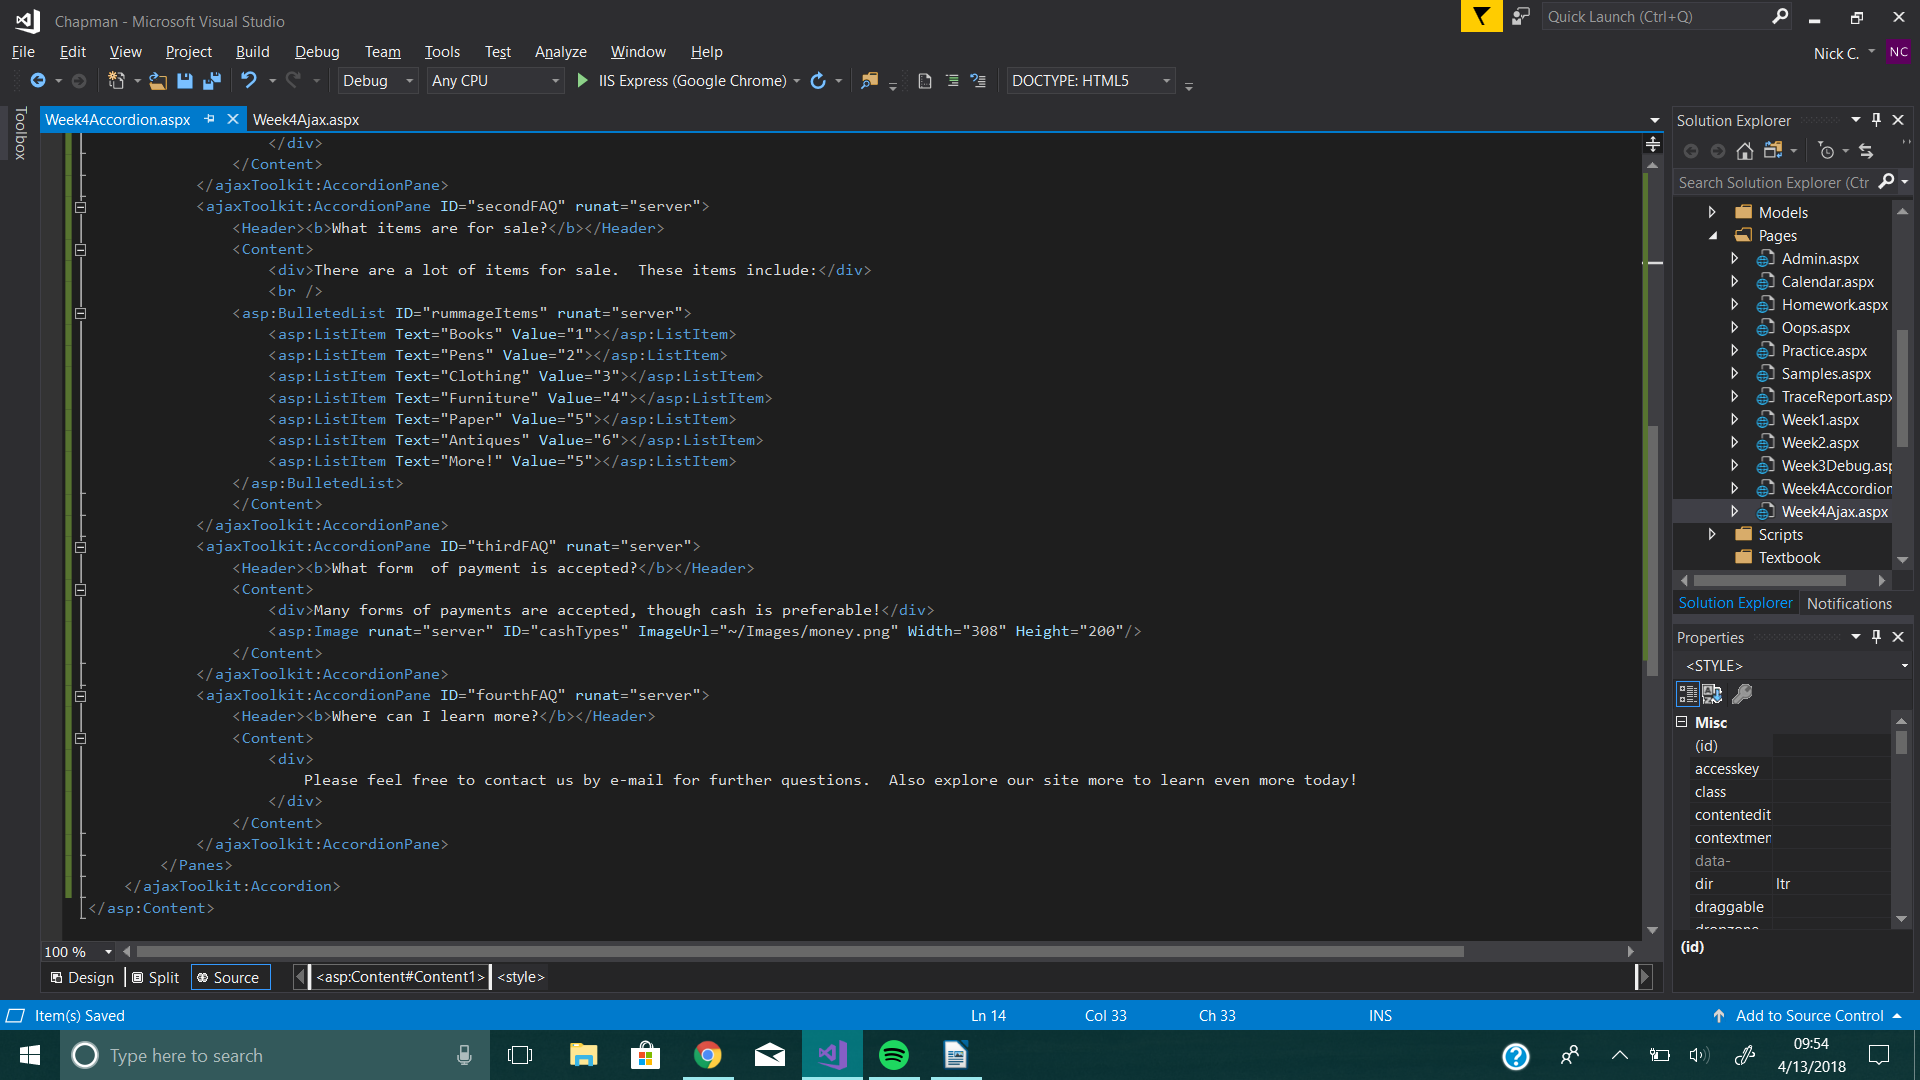 Chapman - Microsoft Visual Studio
Quick Launch (Ctrl+Q)
File Edit View Project Build Debug Team Tools Test Analyze Window Help
Nick C. NC
Debug Any CPU IIS Express (Google Chrome) DOCTYPE: HTML5
Toolbox
Week4Accordion.aspx Week4Ajax.aspx
</div>
</Content>
</ajaxToolkit:AccordionPane>
<ajaxToolkit:AccordionPane ID="secondFAQ" runat="server">
<Header><b>What items are for sale?</b></Header>
<Content>
<div>There are a lot of items for sale.  These items include:</div>
<br />
<asp:BulletedList ID="rummageItems" runat="server">
<asp:ListItem Text="Books" Value="1"></asp:ListItem>
<asp:ListItem Text="Pens" Value="2"></asp:ListItem>
<asp:ListItem Text="Clothing" Value="3"></asp:ListItem>
<asp:ListItem Text="Furniture" Value="4"></asp:ListItem>
<asp:ListItem Text="Paper" Value="5"></asp:ListItem>
<asp:ListItem Text="Antiques" Value="6"></asp:ListItem>
<asp:ListItem Text="More!" Value="5"></asp:ListItem>
</asp:BulletedList>
</Content>
</ajaxToolkit:AccordionPane>
<ajaxToolkit:AccordionPane ID="thirdFAQ" runat="server">
<Header><b>What form  of payment is accepted?</b></Header>
<Content>
<div>Many forms of payments are accepted, though cash is preferable!</div>
<asp:Image runat="server" ID="cashTypes" ImageUrl="~/Images/money.png" Width="308" Height="200"/>
</Content>
</ajaxToolkit:AccordionPane>
<ajaxToolkit:AccordionPane ID="fourthFAQ" runat="server">
<Header><b>Where can I learn more?</b></Header>
<Content>
<div>
Please feel free to contact us by e-mail for further questions.  Also explore our site more to learn even more today!
</div>
</Content>
</ajaxToolkit:AccordionPane>
</Panes>
</ajaxToolkit:Accordion>
</asp:Content>
100 %
Design Split Source <asp:Content#Content1> <style>
Solution Explorer
Search Solution Explorer (Ctr
Models
Pages
Admin.aspx
Calendar.aspx
Homework.aspx
Oops.aspx
Practice.aspx
Samples.aspx
TraceReport.aspx
Week1.aspx
Week2.aspx
Week3Debug.asp
Week4Accordion
Week4Ajax.aspx
Scripts
Textbook
Solution Explorer Notifications
Properties
<STYLE>
Misc
(id)
accesskey
class
contentedit
contextmen
data-
dir ltr
draggable
dropzone
(id)
Item(s) Saved Ln 14 Col 33 Ch 33 INS Add to Source Control
Type here to search
09:54
4/13/2018